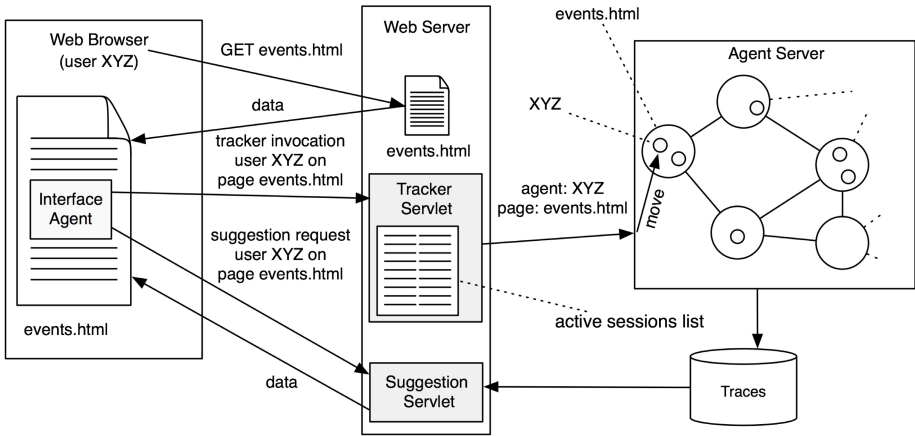 Web Browser
(user XYZ)
GET events.html
data
tracker invocation
user XYZ on
page events.html
Interface
Agent
suggestion request
user XYZ on
page events.html
events.html
data
Web Server
events.html
Tracker
Servlet
active sessions list
Suggestion
Servlet
agent: XYZ
page: events.html
events.html
XYZ
Agent Server
move
Traces